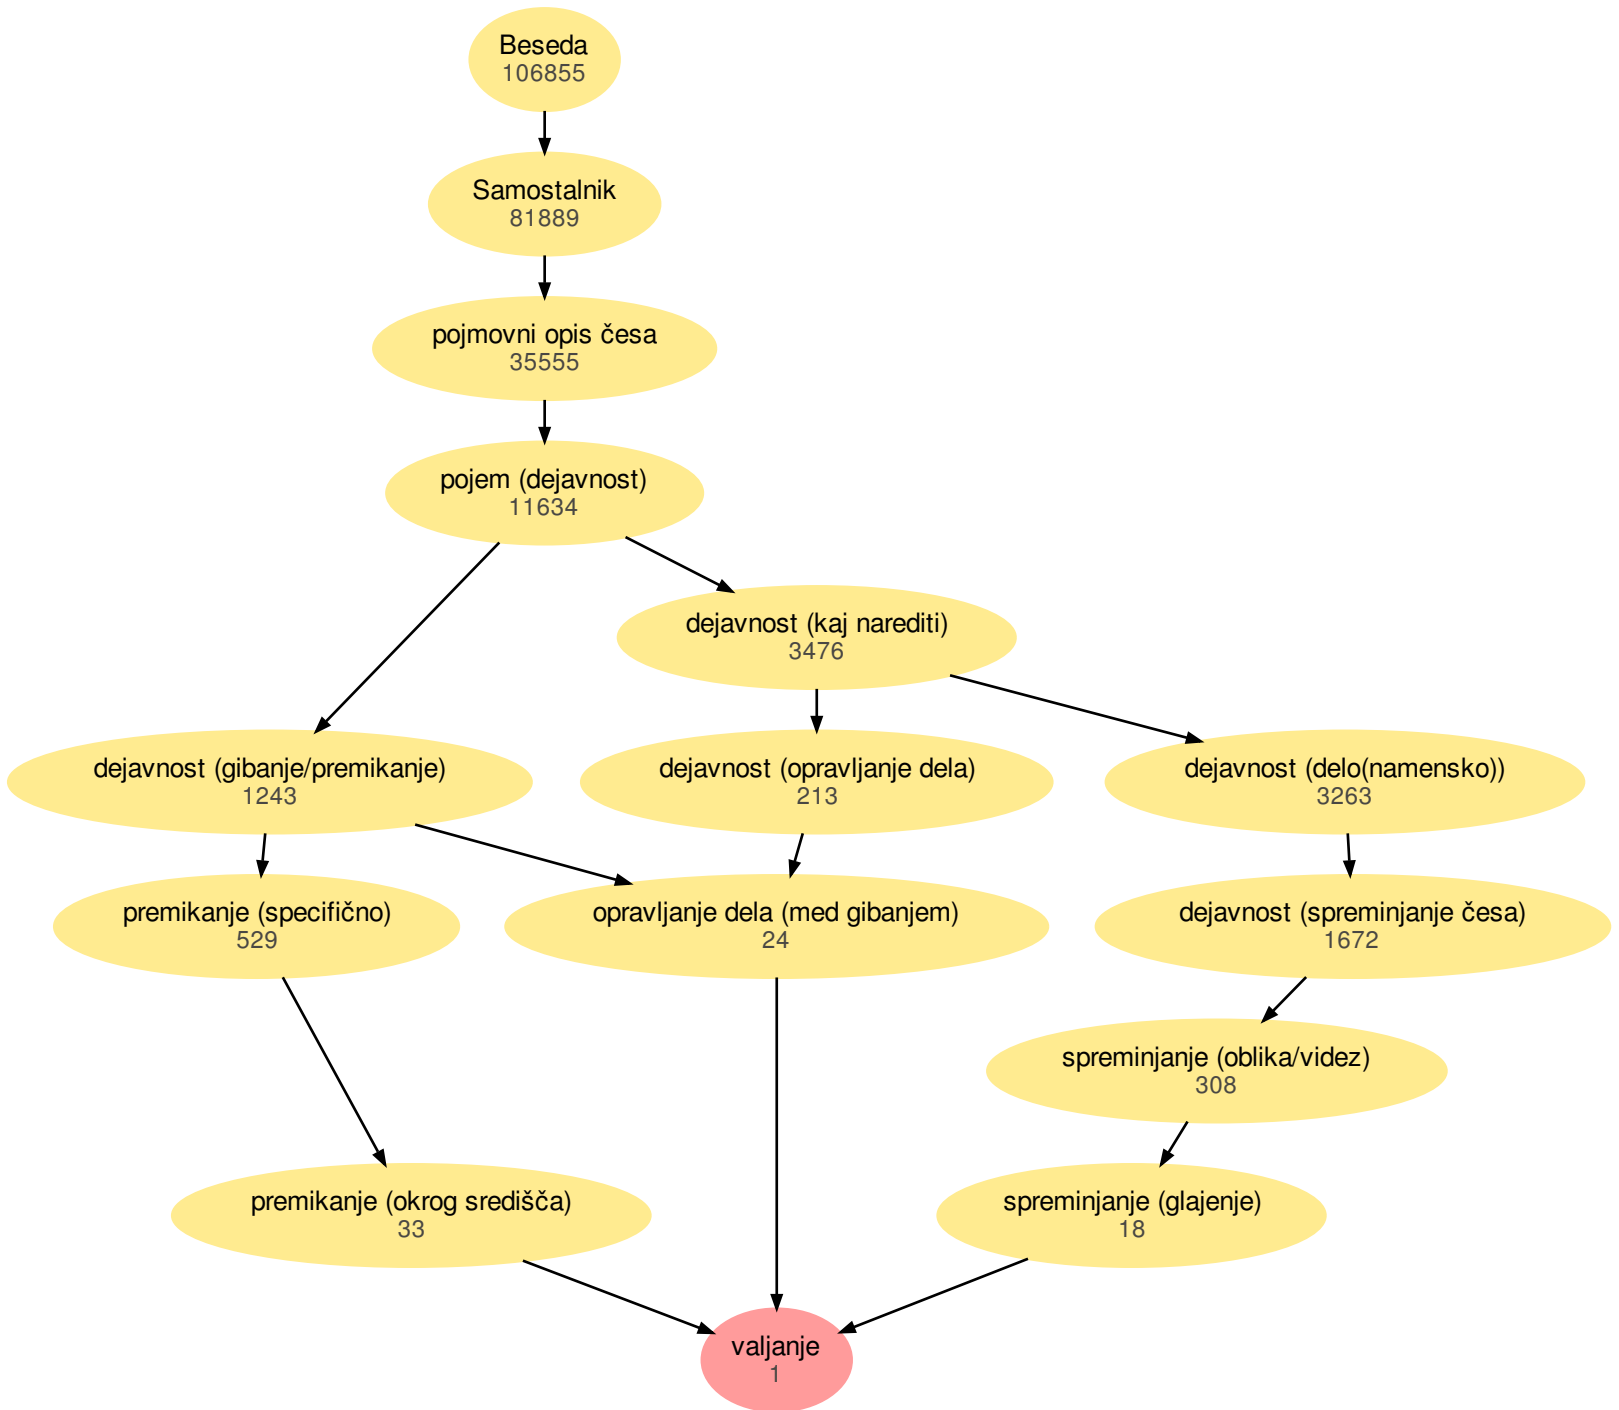 Beseda
106855
Samostalnik
81889
pojmovni opis česa
35555
pojem (dejavnost)
11634
dejavnost (kaj narediti)
3476
dejavnost (gibanje/premikanje)
1243
dejavnost (opravljanje dela)
213
dejavnost (delo(namensko))
3263
premikanje (specifično)
529
opravljanje dela (med gibanjem)
24
dejavnost (spreminjanje česa)
1672
spreminjanje (oblika/videz)
308
premikanje (okrog središča)
33
spreminjanje (glajenje)
18
valjanje
1